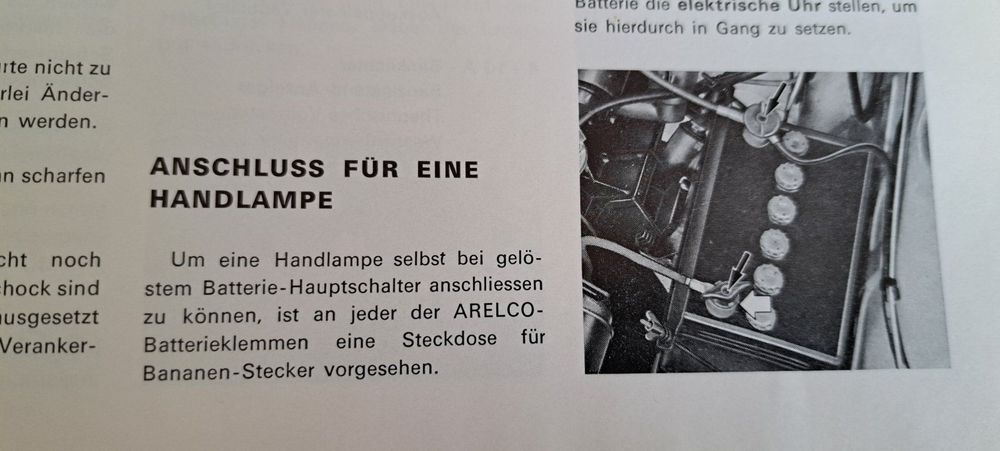 rte nicht zu
rlei Änder-
n werden.
n scharfen
cht noch
chock sind
ausgesetzt
Veranker-
ANSCHLUSS FÜR EINE
HANDLAMPE
Um eine Handlampe selbst bei gelö-
stem Batterie-Hauptschalter anschliessen
zu können, ist an jeder der ARELCO-
Batterieklemmen eine Steckdose für
Bananen-Stecker vorgesehen.
Batterie die elektrische Uhr stellen, um
sie hierdurch in Gang zu setzen.